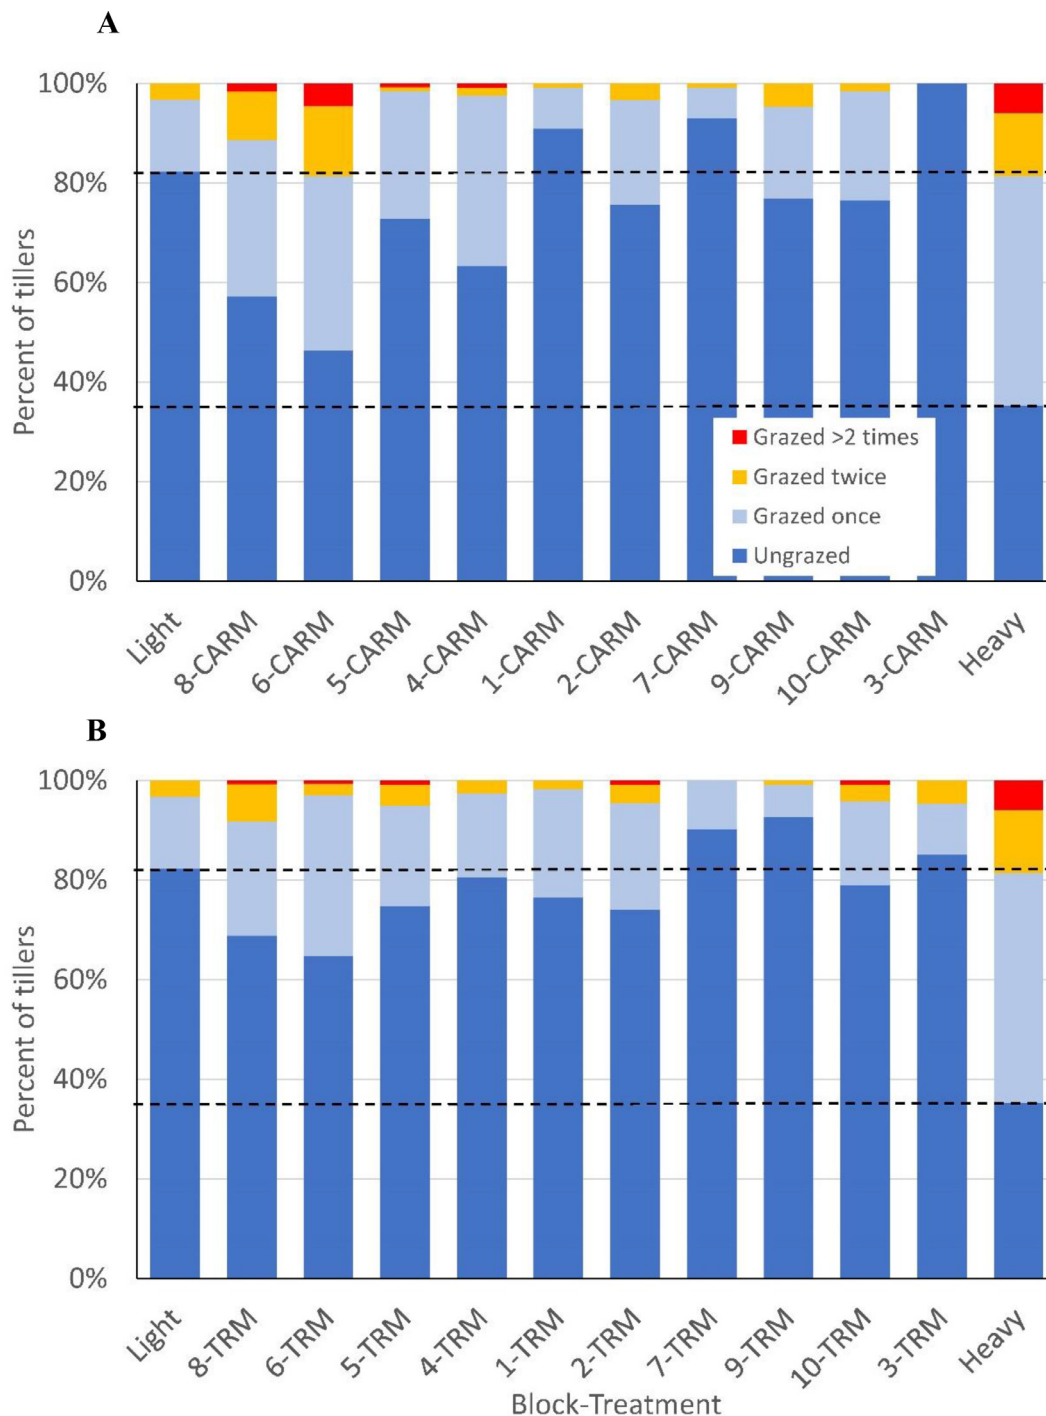 A
100%
80%
60%
40%
20%
0%
Percent of tillers
Grazed >2 times
Grazed twice
Grazed once
Ungrazed
Light
8-CARM
6-CARM
5-CARM
4-CARM
1-CARM
2-CARM
7-CARM
9-CARM
10-CARM
3-CARM
Heavy
B
100%
80%
60%
40%
20%
0%
Percent of tillers
Light
8-TRM
6-TRM
5-TRM
4-TRM
1-TRM
2-TRM
7-TRM
9-TRM
10-TRM
3-TRM
Heavy
Block-Treatment